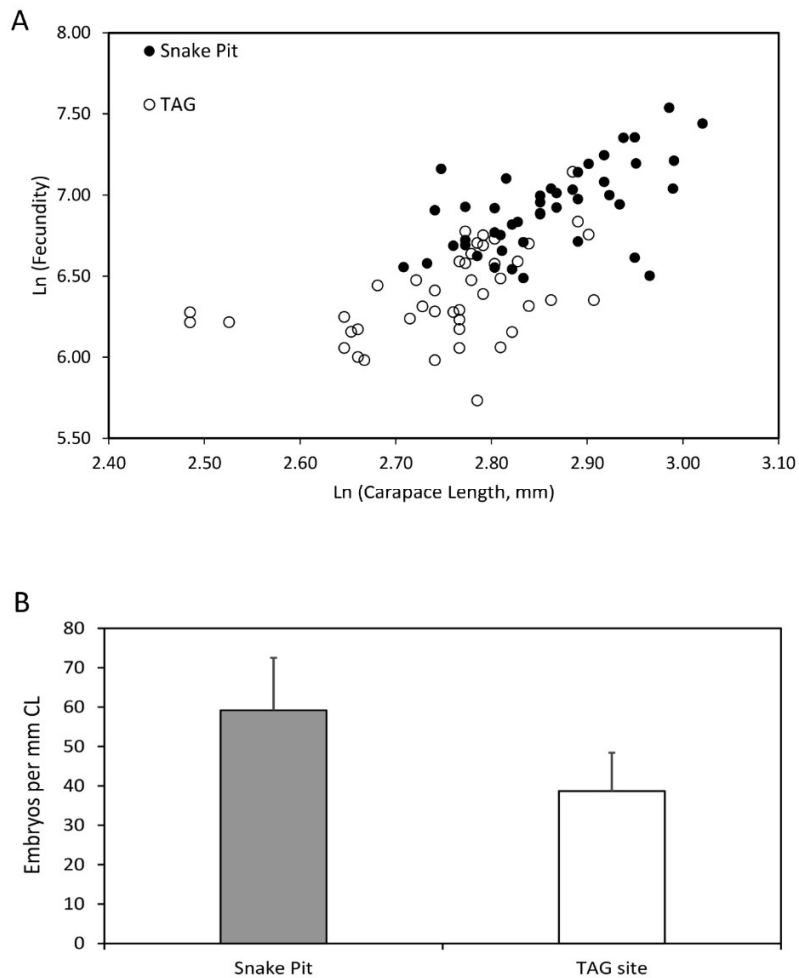 A
8.00
Snake Pit
7.50
TAG
7.00
Ln (Fecundity)
6.50
6.00
5.50
2.40 2.50 2.60 2.70 2.80 2.90 3.00 3.10
Ln (Carapace Length, mm)
B
80
70
60
50
Embryos per mm CL
40
30
20
10
0
Snake Pit TAG site